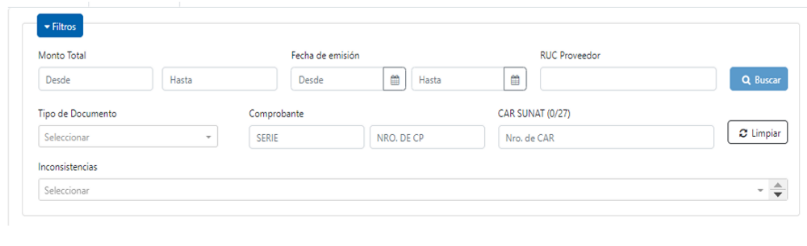 Filtros
Monto Total Fecha de emisión RUC Proveedor
Desde Hasta Desde Hasta Buscar
Tipo de Documento Comprobante CAR SUNAT (0/27)
Seleccionar SERIE NRO. DE CP Nro. de CAR Limpiar
Inconsistencias
Seleccionar